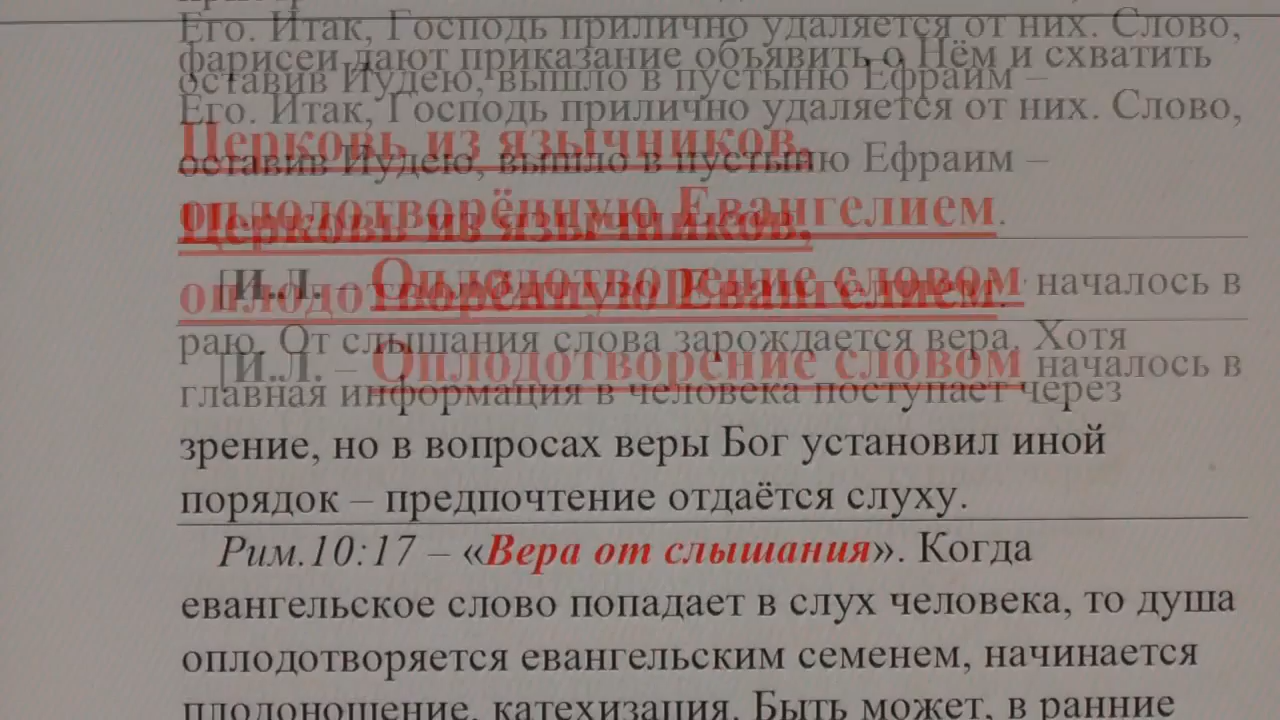 Его. Итак, Господь прилично удаляется от них. Слово,
фарисеи дают приказание объявить о Нём и схватить
оставив Иудею, вышло в пустыню Ефраим –
Его. Итак, Господь прилично удаляется от них. Слово,
Церковь из язычников,
оставив Иудею, вышло в пустыню Ефраим –
оплодотворённую Евангелием.
Церковь из язычников,
[И.Л. – Оплодотворение словом началось в
оплодотворённую Евангелием.
раю. От слышания слова зарождается вера. Хотя
[И.Л. – Оплодотворение словом началось в
главная информация в человека поступает через
зрение, но в вопросах веры Бог установил иной
порядок – предпочтение отдаётся слуху.
Рим.10:17 – «Вера от слышания». Когда
евангельское слово попадает в слух человека, то душа
оплодотворяется евангельским семенем, начинается
плодоношение, катехизация. Быть может, в ранние